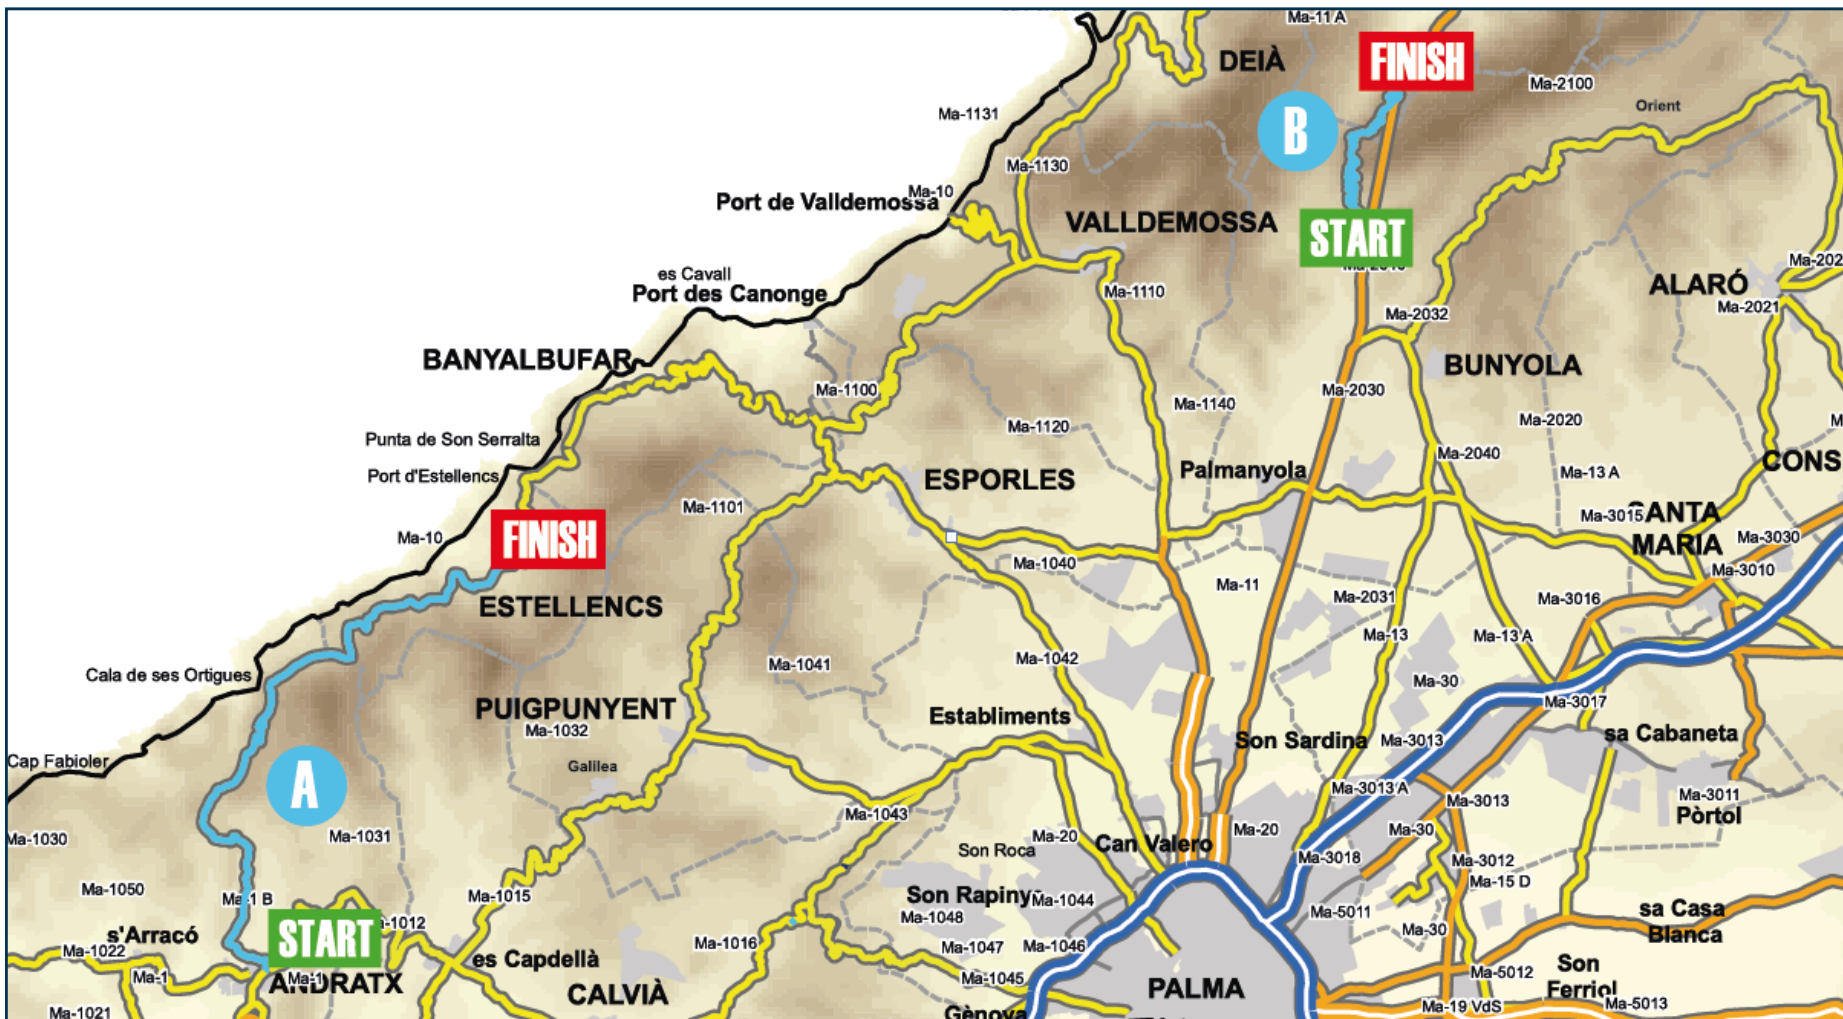 Ma-11 A
DEIÀ
FINISH
Ma-2100
Orient
Ma-1131
B
Ma-1130
Ma-10
Port de Valldemossa
VALLDEMOSSA
START
es Cavall
Port des Canonge
Ma-1110
Ma-2032
ALARÓ
Ma-2021
BANYALBUFAR
BUNYOLA
Ma-1100
Ma-2030
Ma-1140
Ma-1120
Ma-2020
Punta de Son Serralta
Port d'Estellencs
ESPORLES
Palmanyola
Ma-2040
Ma-13 A
CONS
Ma-1101
Ma-3015
SANTA
MARIA
Ma-3030
Ma-10
FINISH
Ma-1040
Ma-11
Ma-3010
ESTELLENCS
Ma-2031
Ma-3016
Ma-13
Ma-13 A
Cala de ses Ortigues
Ma-1041
Ma-1042
Ma-30
PUIGPUNYENT
Ma-1032
Establiments
Ma-3017
Son Sardina
Ma-3013
sa Cabaneta
Cap Fabioler
Galilea
A
Ma-3013 A
Ma-3013
Ma-3011
Pòrtol
Ma-1030
Ma-1031
Ma-1043
Ma-20
Can Valero
Ma-20
Ma-30
Son Roca
Ma-3018
Ma-3012
Ma-15 D
Ma-1050
Ma-1 B
Ma-1015
Son Rapinya
Ma-1044
Ma-1048
Ma-5011
sa Casa
Blanca
START
-1012
s'Arracó
Ma-1022
Ma-1016
Ma-1047
Ma-1046
Ma-30
es Capdellà
Ma-1
Ma-1
ANDRATX
CALVIÀ
Ma-1045
PALMA
Ma-5012
Son
Ferriol
Ma-1021
Gènova
Ma-19 VdS
Ma-5013